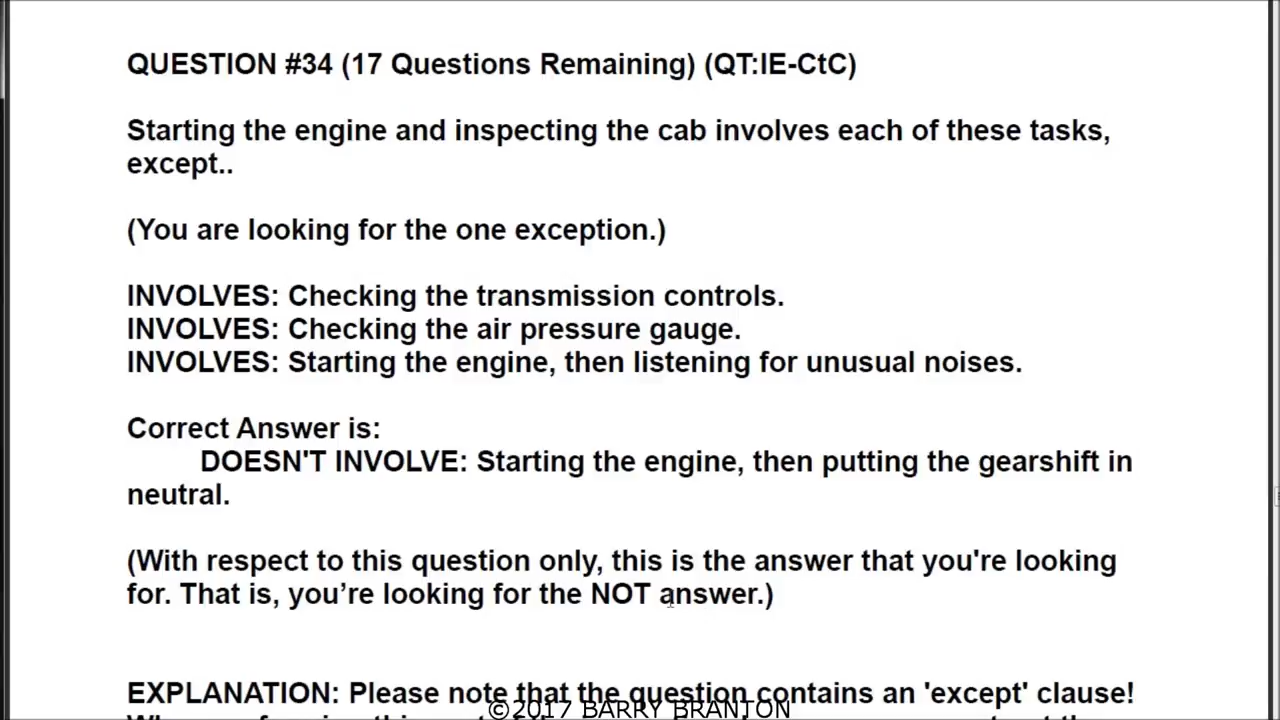 QUESTION #34 (17 Questions Remaining) (QT:IE-CtC)
Starting the engine and inspecting the cab involves each of these tasks,
except..
(You are looking for the one exception.)
INVOLVES: Checking the transmission controls.
INVOLVES: Checking the air pressure gauge.
INVOLVES: Starting the engine, then listening for unusual noises.
Correct Answer is:
DOESN'T INVOLVE: Starting the engine, then putting the gearshift in
neutral.
(With respect to this question only, this is the answer that you're looking
for. That is, you’re looking for the NOT answer.)
EXPLANATION: Please note that the question contains an 'except' clause!
©2017 BARRY BRANTON